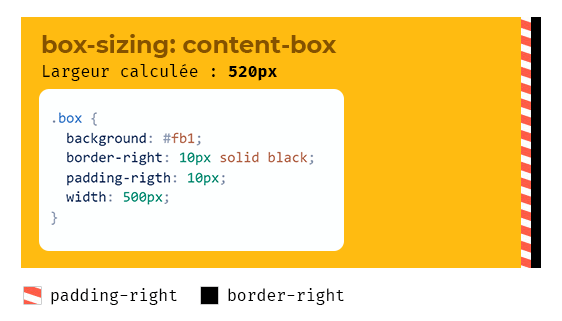 box-sizing: content-box
Largeur calculée : 520px
.box {
background: #fb1;
border-right: 10px solid black;
padding-rigth: 10px;
width: 500px;
}
padding-right border-right